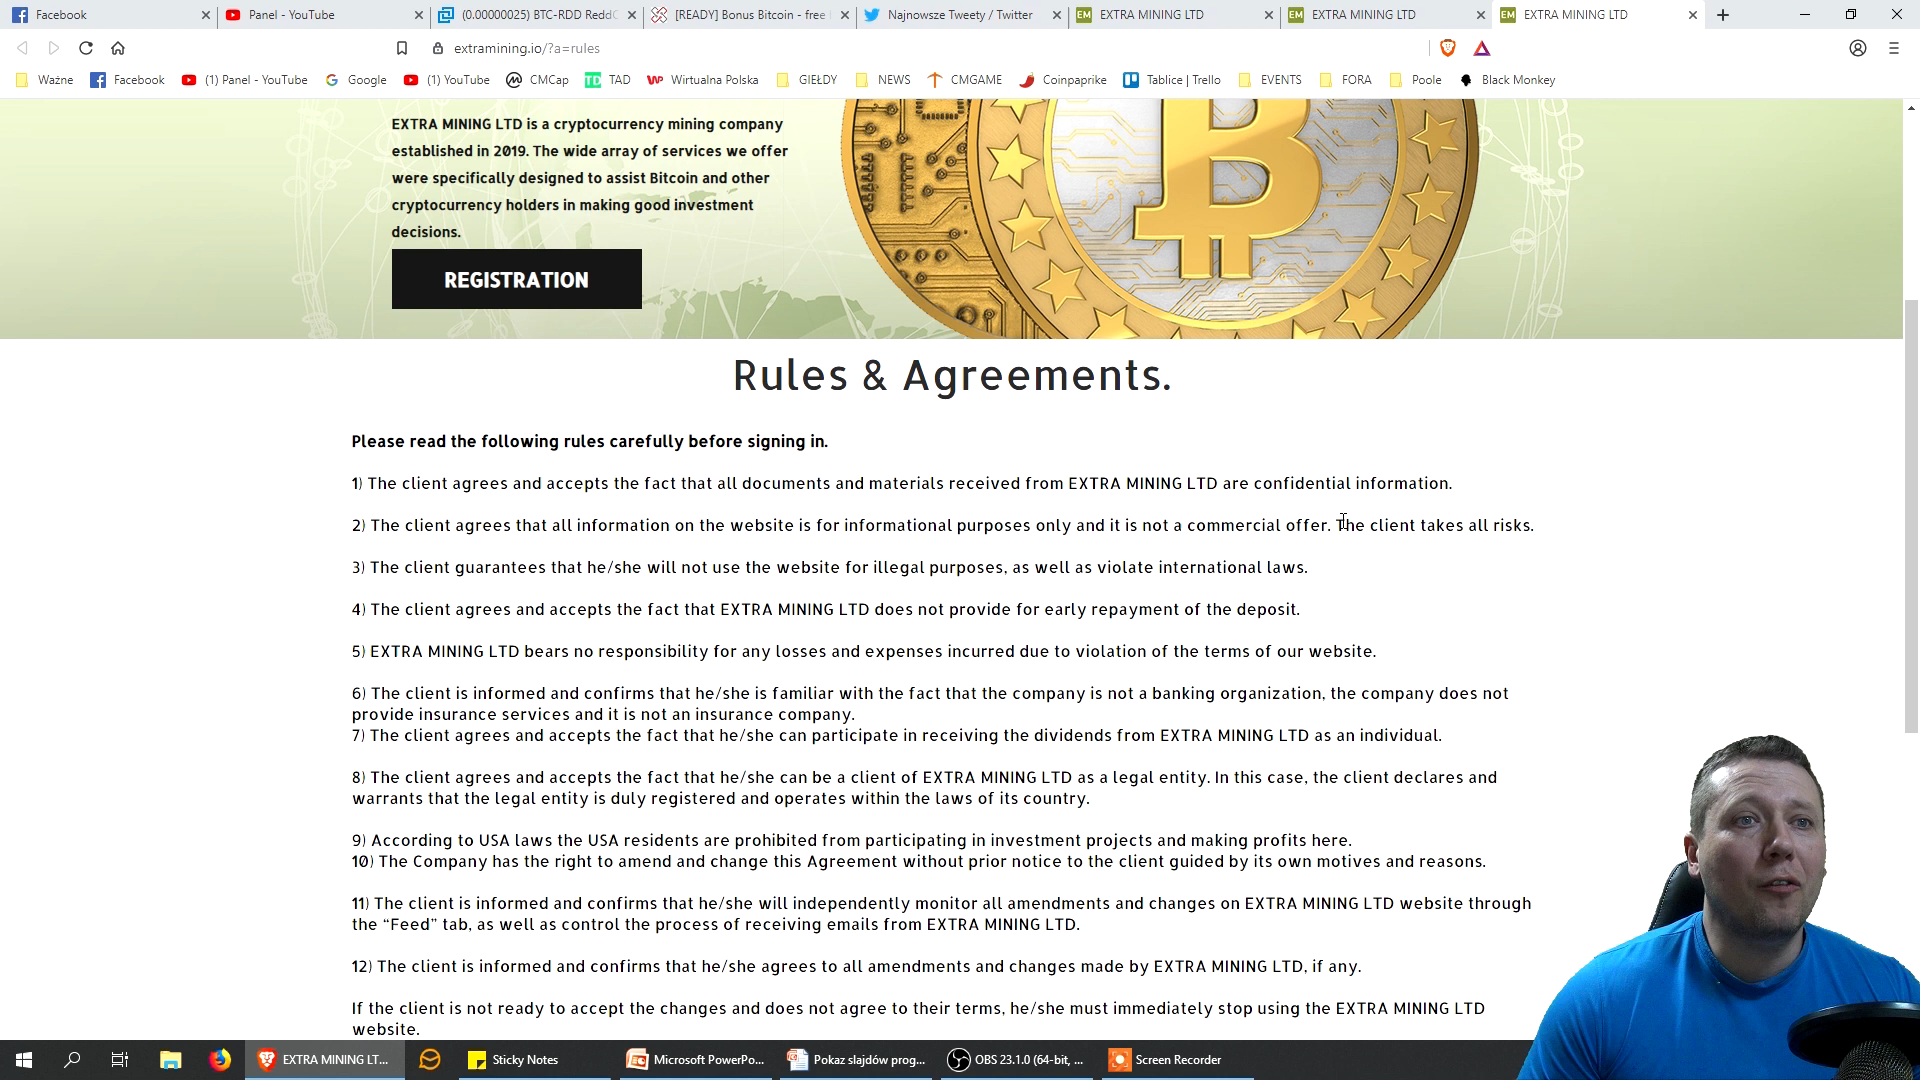 Facebook
Panel - YouTube
(0.00000025) BTC-RDD ReddC
[READY] Bonus Bitcoin - free
Najnowsze Tweety / Twitter
EM EXTRA MINING LTD
EM EXTRA MINING LTD
EM EXTRA MINING LTD
extramining.io/?a=rules
Ważne
Facebook
(1) Panel - YouTube
Google
(1) YouTube
CMCap
TD TAD
WP Wirtualna Polska
GIEŁDY
NEWS
CMGAME
Coinpaprike
Tablice | Trello
EVENTS
FORA
Poole
Black Monkey
EXTRA MINING LTD is a cryptocurrency mining company
established in 2019. The wide array of services we offer
were specifically designed to assist Bitcoin and other
cryptocurrency holders in making good investment
decisions.
REGISTRATION
Rules & Agreements.
Please read the following rules carefully before signing in.
1) The client agrees and accepts the fact that all documents and materials received from EXTRA MINING LTD are confidential information.
2) The client agrees that all information on the website is for informational purposes only and it is not a commercial offer. The client takes all risks.
3) The client guarantees that he/she will not use the website for illegal purposes, as well as violate international laws.
4) The client agrees and accepts the fact that EXTRA MINING LTD does not provide for early repayment of the deposit.
5) EXTRA MINING LTD bears no responsibility for any losses and expenses incurred due to violation of the terms of our website.
6) The client is informed and confirms that he/she is familiar with the fact that the company is not a banking organization, the company does not
provide insurance services and it is not an insurance company.
7) The client agrees and accepts the fact that he/she can participate in receiving the dividends from EXTRA MINING LTD as an individual.
8) The client agrees and accepts the fact that he/she can be a client of EXTRA MINING LTD as a legal entity. In this case, the client declares and
warrants that the legal entity is duly registered and operates within the laws of its country.
9) According to USA laws the USA residents are prohibited from participating in investment projects and making profits here.
10) The Company has the right to amend and change this Agreement without prior notice to the client guided by its own motives and reasons.
11) The client is informed and confirms that he/she will independently monitor all amendments and changes on EXTRA MINING LTD website through
the “Feed” tab, as well as control the process of receiving emails from EXTRA MINING LTD.
12) The client is informed and confirms that he/she agrees to all amendments and changes made by EXTRA MINING LTD, if any.
If the client is not ready to accept the changes and does not agree to their terms, he/she must immediately stop using the EXTRA MINING LTD
website.
EXTRA MINING LT...
Sticky Notes
Microsoft PowerPo...
Pokaz slajdów prog...
OBS 23.1.0 (64-bit, ...
Screen Recorder